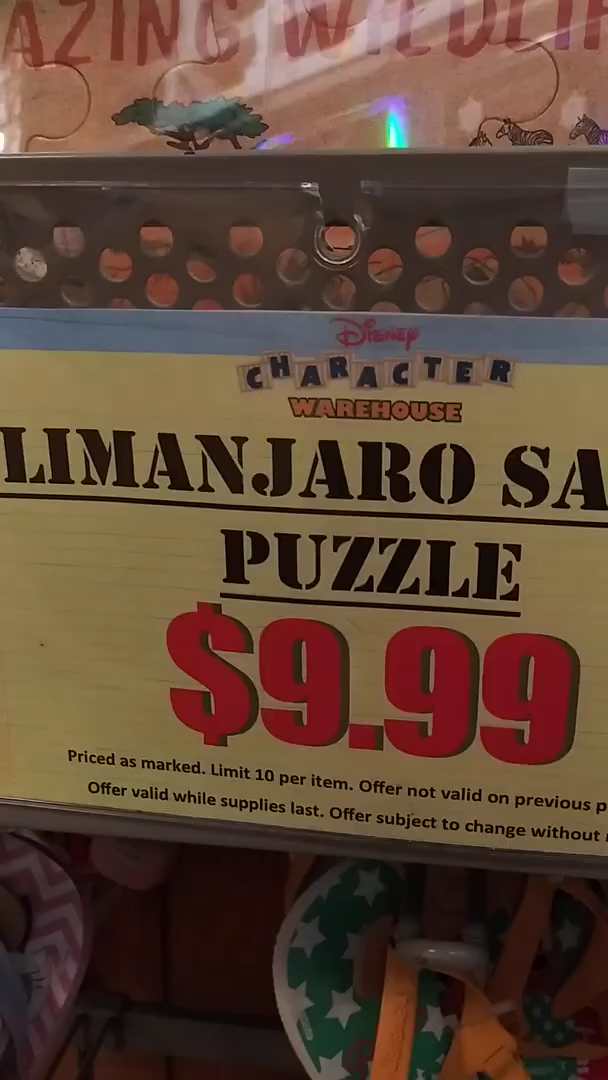 AZING WILDLIF
Disney
CHARACTER
WAREHOUSE
LIMANJARO SA
PUZZLE
$9.99
Priced as marked. Limit 10 per item. Offer not valid on previous p
Offer valid while supplies last. Offer subject to change without